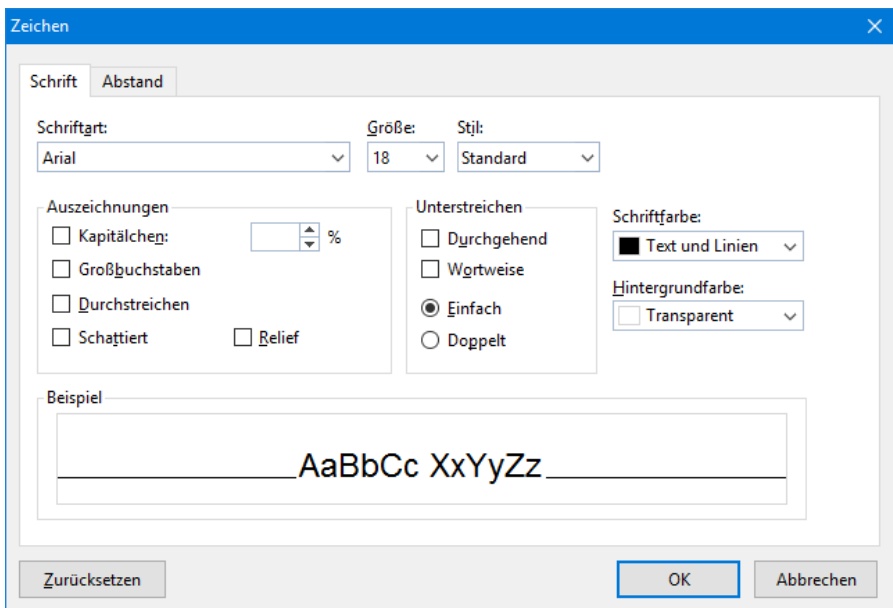 Zeichen
Schrift Abstand
Schriftart: Größe: Stil:
Arial 18 Standard
Auszeichnungen Unterstreichen
Kapitälchen: % Durchgehend Schriftfarbe:
Großbuchstaben Wortweise Text und Linien
Durchstreichen Einfach Hintergrundfarbe:
Schattiert Relief Doppelt Transparent
Beispiel
AaBbCc XxYyZz
Zurücksetzen OK Abbrechen